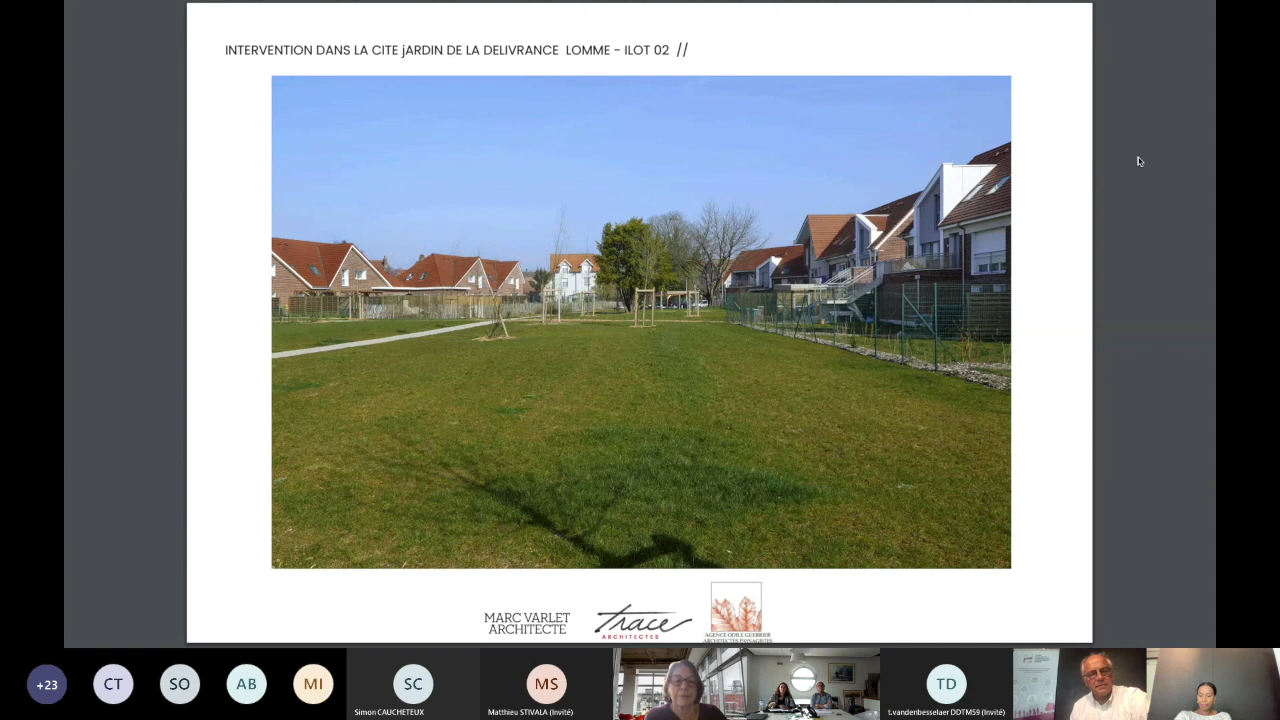 INTERVENTION DANS LA CITE jARDIN DE LA DELIVRANCE LOMME - ILOT 02 //
MARC VARLET
ARCHITECTE
trace
ARCHITECTES
AGENCE ODILE GUERRIER
ARCHITECTES PAYSAGISTES
+23
CT
SO
AB
MI
SC
Simon CAUCHETEUX
MS
Matthieu STIVALA (Invité)
TD
t.vandenbesselaer DDTM59 (Invité)